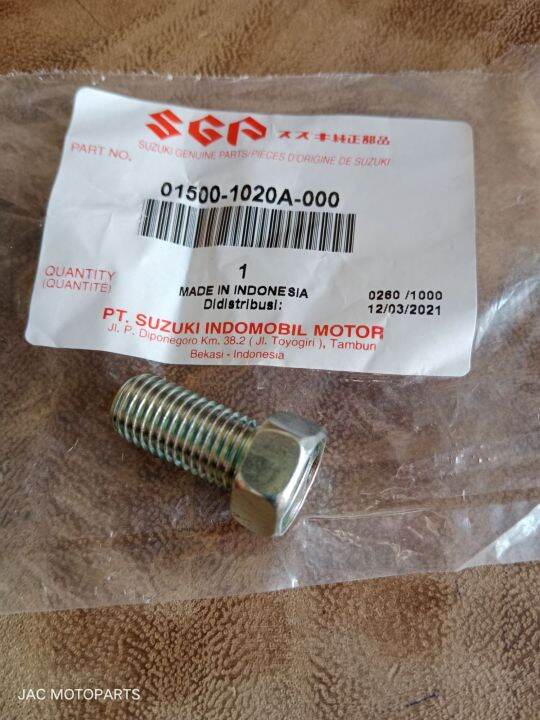 SGP スズキ純正部品
PART NO. SUZUKI GENUINE PARTS/PIÈCES D'ORIGINE DE SUZUKI
01500-1020A-000
QUANTITY 1
(QUANTITÉ) MADE IN INDONESIA 0260 /1000
Didistribusi: 12/03/2021
PT. SUZUKI INDOMOBIL MOTOR
Jl. P. Diponegoro Km. 38.2 ( Jl. Toyogiri ), Tambun
Bekasi - Indonesia
JAC MOTOPARTS